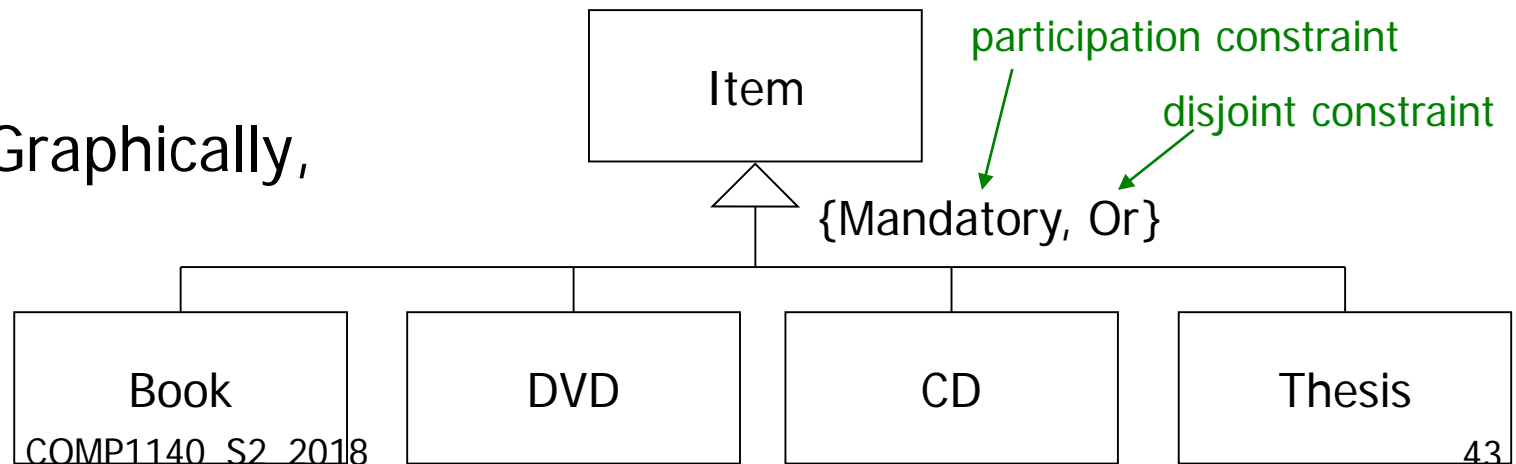 participation constraint
Item
disjoint constraint
Graphically,
{Mandatory, Or}
Book
DVD
CD
Thesis
COMP1140 S2 2018
43